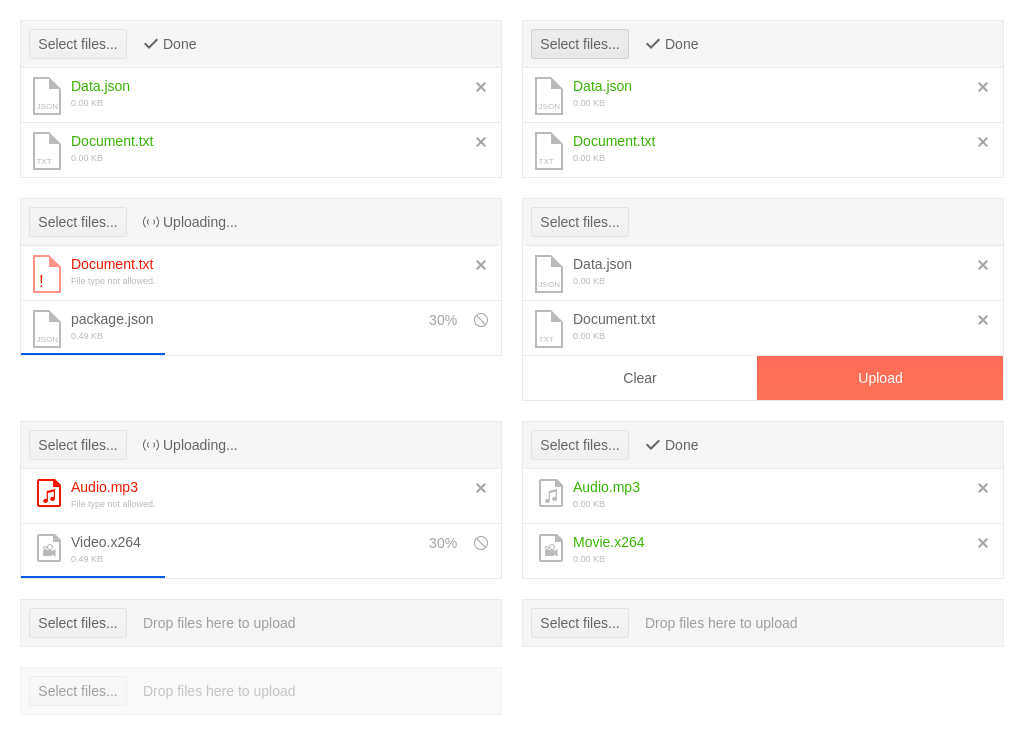 Select files... Done
Data.json
JSON
0.00 KB
Document.txt
TXT
0.00 KB
Select files... Done
Data.json
JSON
0.00 KB
Document.txt
TXT
0.00 KB
Select files... Uploading...
Document.txt
!
File type not allowed.
package.json 30%
JSON
0.49 KB
Select files...
Data.json
JSON
0.00 KB
Document.txt
TXT
0.00 KB
Clear Upload
Select files... Uploading...
Audio.mp3
File type not allowed.
Video.x264 30%
0.49 KB
Select files... Done
Audio.mp3
0.00 KB
Movie.x264
0.00 KB
Select files... Drop files here to upload
Select files... Drop files here to upload
Select files... Drop files here to upload